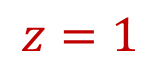 z = 1